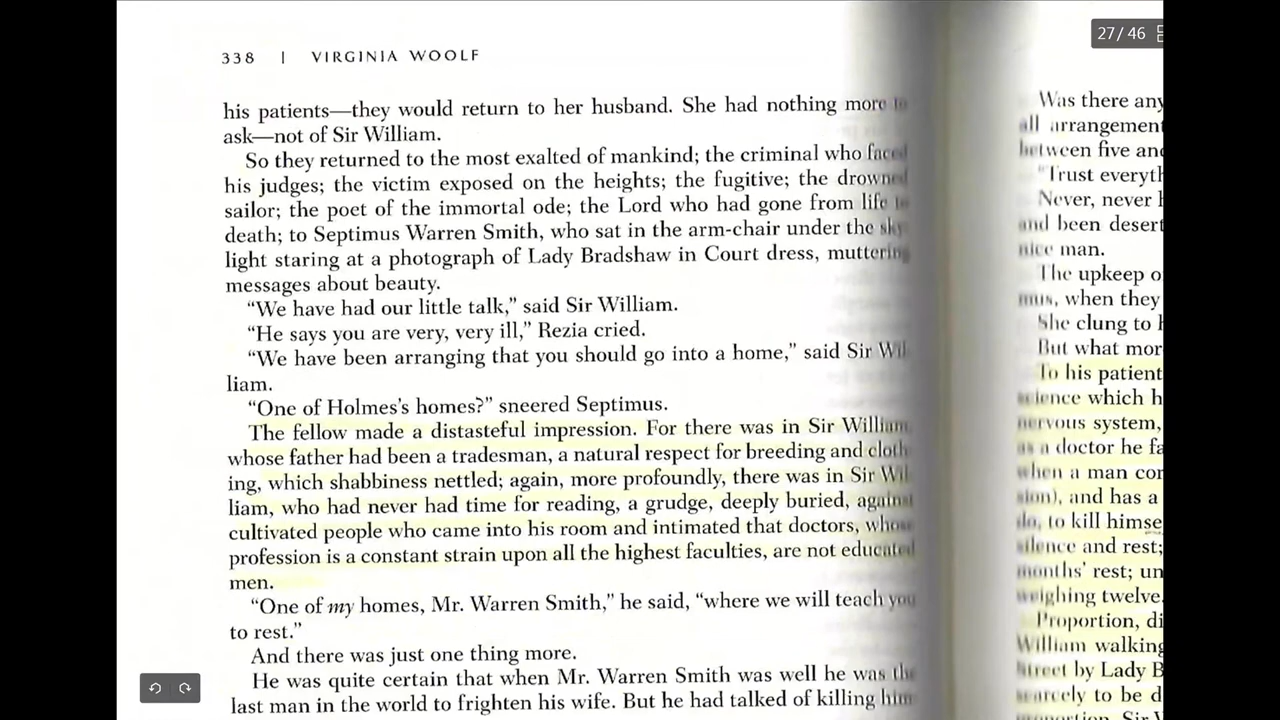 27/46
338 | VIRGINIA WOOLF
his patients—they would return to her husband. She had nothing more to
ask—not of Sir William.
So they returned to the most exalted of mankind; the criminal who faced
his judges; the victim exposed on the heights; the fugitive; the drowned
sailor; the poet of the immortal ode; the Lord who had gone from life to
death; to Septimus Warren Smith, who sat in the arm-chair under the sky
light staring at a photograph of Lady Bradshaw in Court dress, muttering
messages about beauty.
“We have had our little talk,” said Sir William.
“He says you are very, very ill,” Rezia cried.
“We have been arranging that you should go into a home,” said Sir Wil
liam.
“One of Holmes’s homes?” sneered Septimus.
The fellow made a distasteful impression. For there was in Sir William,
whose father had been a tradesman, a natural respect for breeding and cloth
ing, which shabbiness nettled; again, more profoundly, there was in Sir Wil
liam, who had never had time for reading, a grudge, deeply buried, against
cultivated people who came into his room and intimated that doctors, whose
profession is a constant strain upon all the highest faculties, are not educated
men.
“One of my homes, Mr. Warren Smith,” he said, “where we will teach you
to rest.”
And there was just one thing more.
He was quite certain that when Mr. Warren Smith was well he was the
last man in the world to frighten his wife. But he had talked of killing him
Was there any
all arrangement
between five and
“Trust everyth
Never, never h
and been desert
nice man.
The upkeep o
mus, when they
She clung to h
But what mor
To his patient
science which h
nervous system,
as a doctor he fa
when a man com
sion), and has a
do, to kill himse
silence and rest;
months’ rest; un
weighing twelve.
Proportion, di
William walking
Street by Lady B
scarcely to be d
proportion. Sir